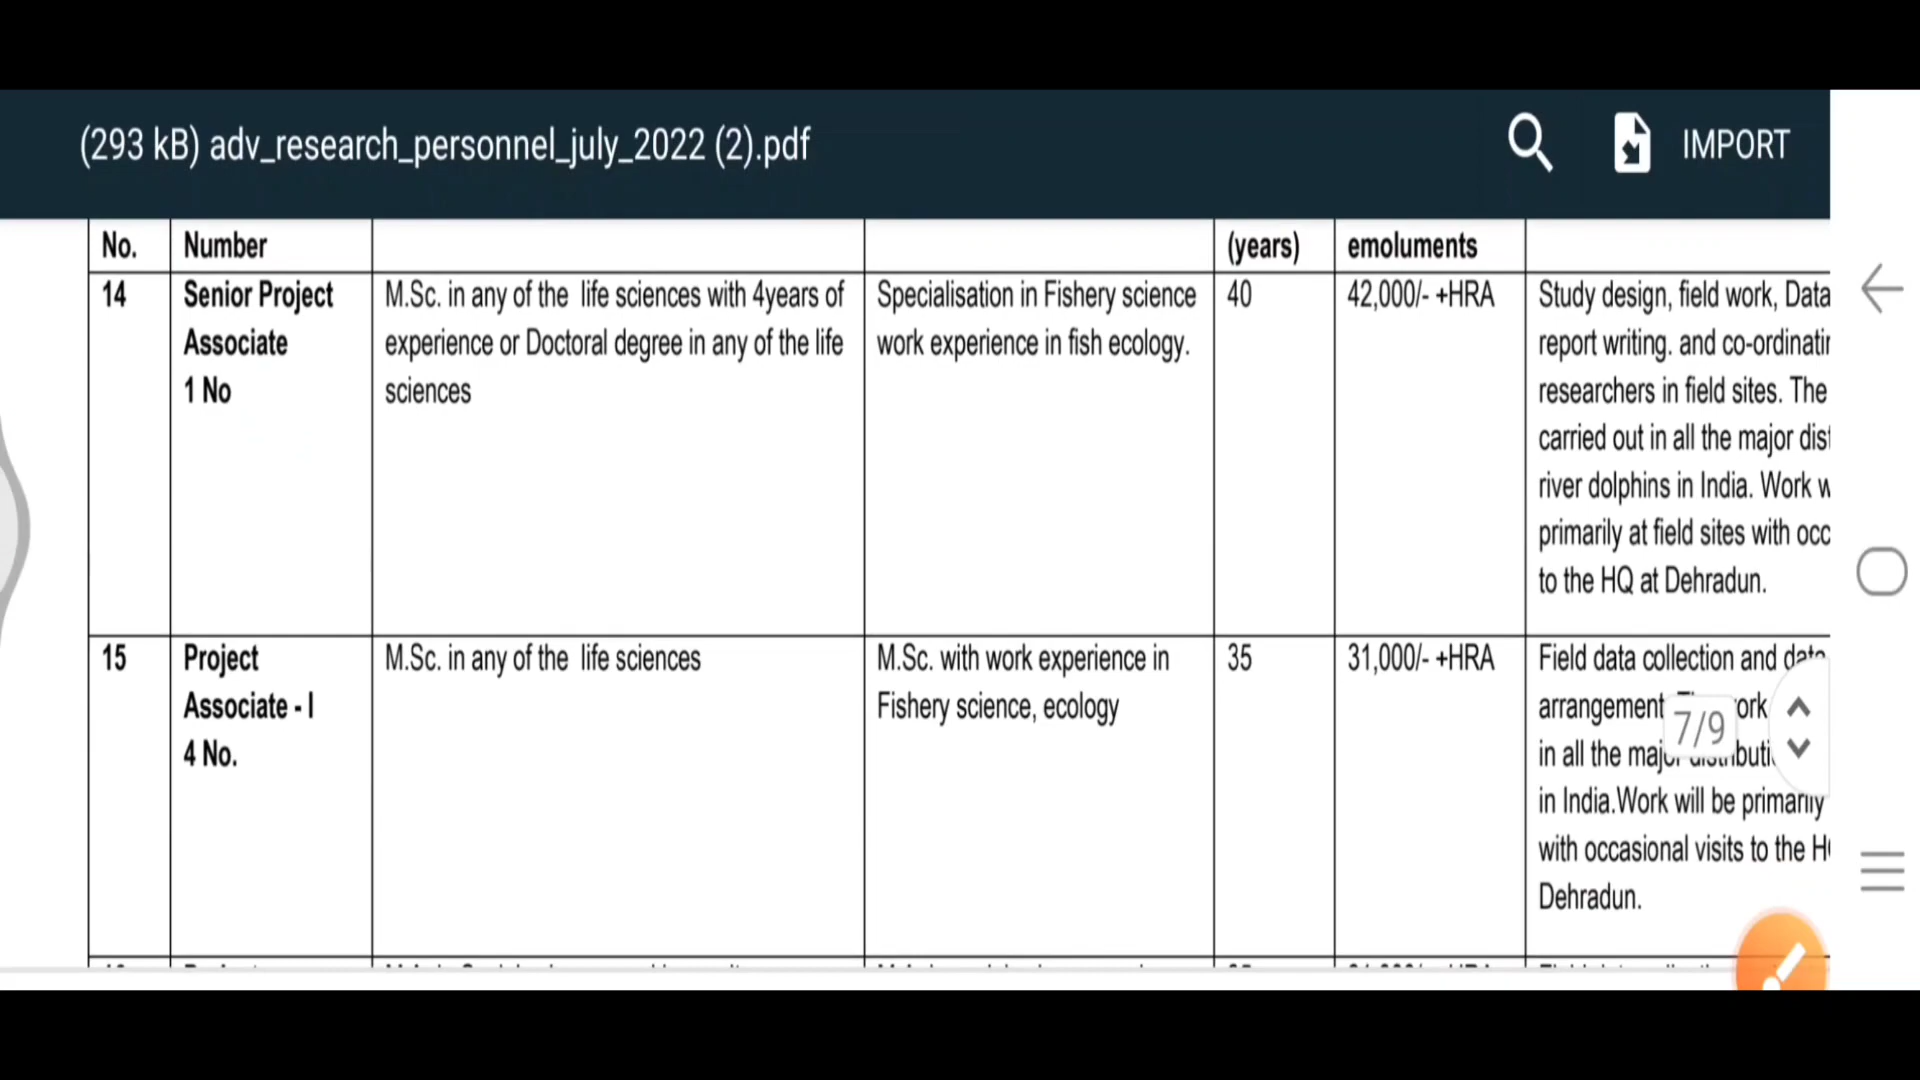 (293 kB) adv_research_personnel_july_2022 (2).pdf
IMPORT
No.
Number
(years)
emoluments
14
Senior Project
Associate
1 No
M.Sc. in any of the life sciences with 4years of
experience or Doctoral degree in any of the life
sciences
Specialisation in Fishery science
work experience in fish ecology.
40
42,000/- +HRA
Study design, field work, Data
report writing. and
researchers in field sites. The
carried out in all the major
river dolphins in India. Work
primarily at field sites with
to the HQ at Dehradun.
15
Project
Associate - I
4 No.
M.Sc. in any of the life sciences
M.Sc. with work experience in
Fishery science, ecology
35
31,000/- +HRA
Field data collection and
arrangement
in all the
in India.Work will be primarily
with occasional visits to the
Dehradun.
7/9